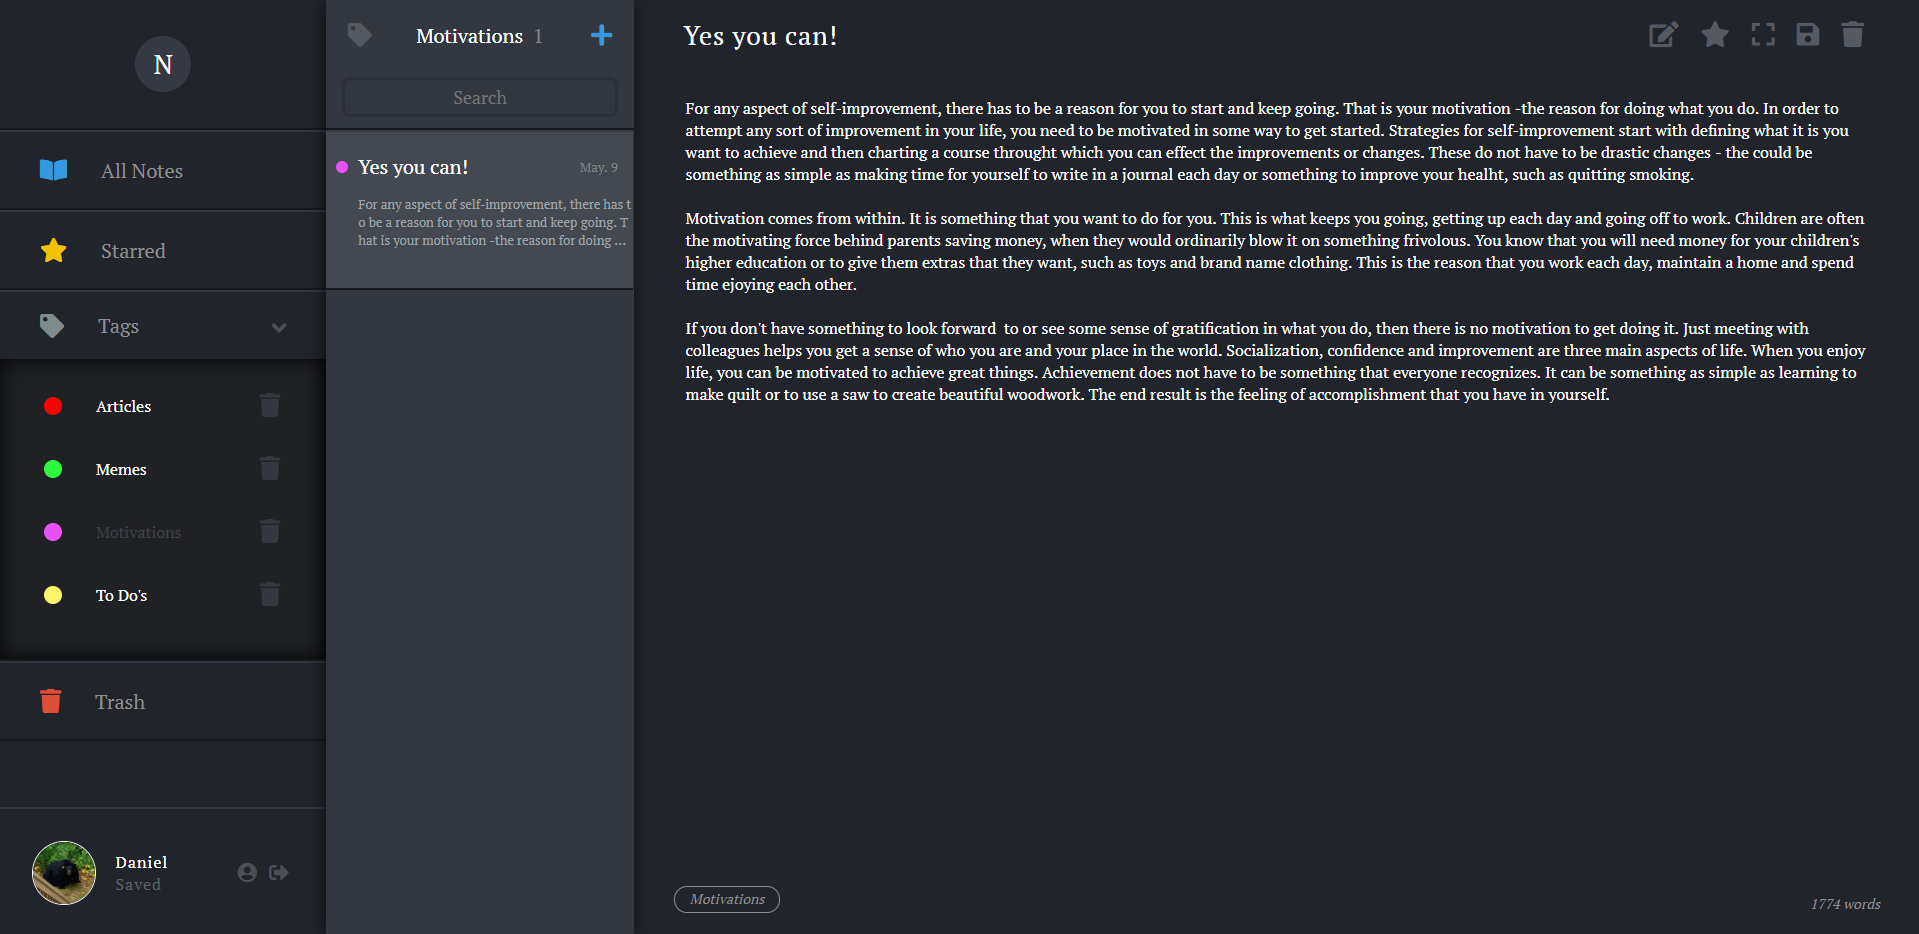 N
All Notes
Starred
Tags
Articles
Memes
Motivations
To Do's
Trash
Daniel
Saved
Motivations 1
Search
Yes you can!
May. 9
For any aspect of self-improvement, there has t
o be a reason for you to start and keep going. T
hat is your motivation -the reason for doing ...
Yes you can!
For any aspect of self-improvement, there has to be a reason for you to start and keep going. That is your motivation -the reason for doing what you do. In order to
attempt any sort of improvement in your life, you need to be motivated in some way to get started. Strategies for self-improvement start with defining what it is you
want to achieve and then charting a course throught which you can effect the improvements or changes. These do not have to be drastic changes - the could be
something as simple as making time for yourself to write in a journal each day or something to improve your healht, such as quitting smoking.
Motivation comes from within. It is something that you want to do for you. This is what keeps you going, getting up each day and going off to work. Children are often
the motivating force behind parents saving money, when they would ordinarily blow it on something frivolous. You know that you will need money for your children's
higher education or to give them extras that they want, such as toys and brand name clothing. This is the reason that you work each day, maintain a home and spend
time ejoying each other.
If you don't have something to look forward  to or see some sense of gratification in what you do, then there is no motivation to get doing it. Just meeting with
colleagues helps you get a sense of who you are and your place in the world. Socialization, confidence and improvement are three main aspects of life. When you enjoy
life, you can be motivated to achieve great things. Achievement does not have to be something that everyone recognizes. It can be something as simple as learning to
make quilt or to use a saw to create beautiful woodwork. The end result is the feeling of accomplishment that you have in yourself.
Motivations
1774 words